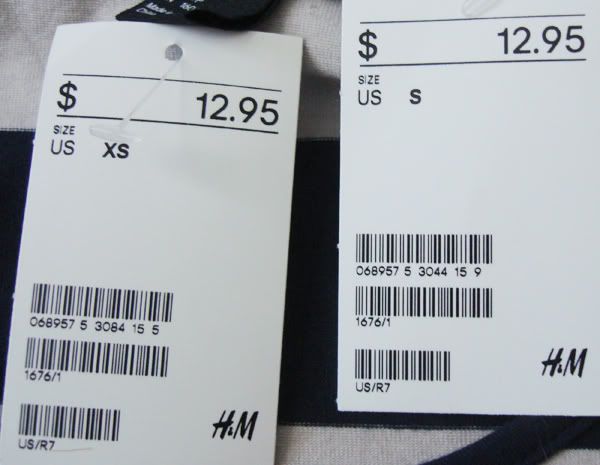 $ 12.95
SIZE
US XS
068957 5 3084 15 5
1676/1
US/R7
H&M
$ 12.95
SIZE
US S
068957 5 3044 15 9
1676/1
US/R7
H&M